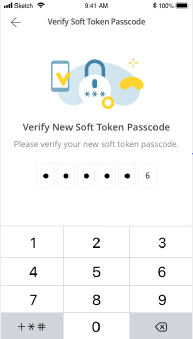 Sketch 9:41 AM 100%
Verify Soft Token Passcode
***
Verify New Soft Token Passcode
Please verify your new soft token passcode.
● ● ● ● ● 6
1 2 3
4 5 6
7 8 9
+*# 0